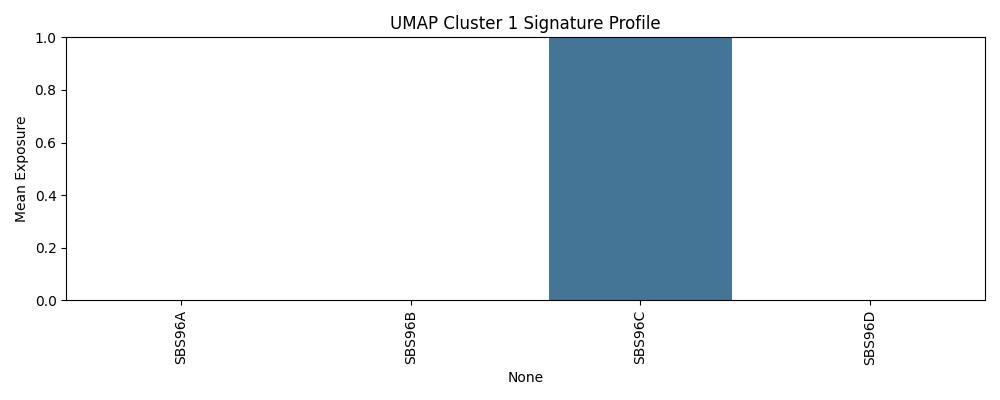 UMAP Cluster 1 Signature Profile
Mean Exposure
1.0
0.8
0.6
0.4
0.2
0.0
SBS96A
SBS96B
SBS96C
SBS96D
None